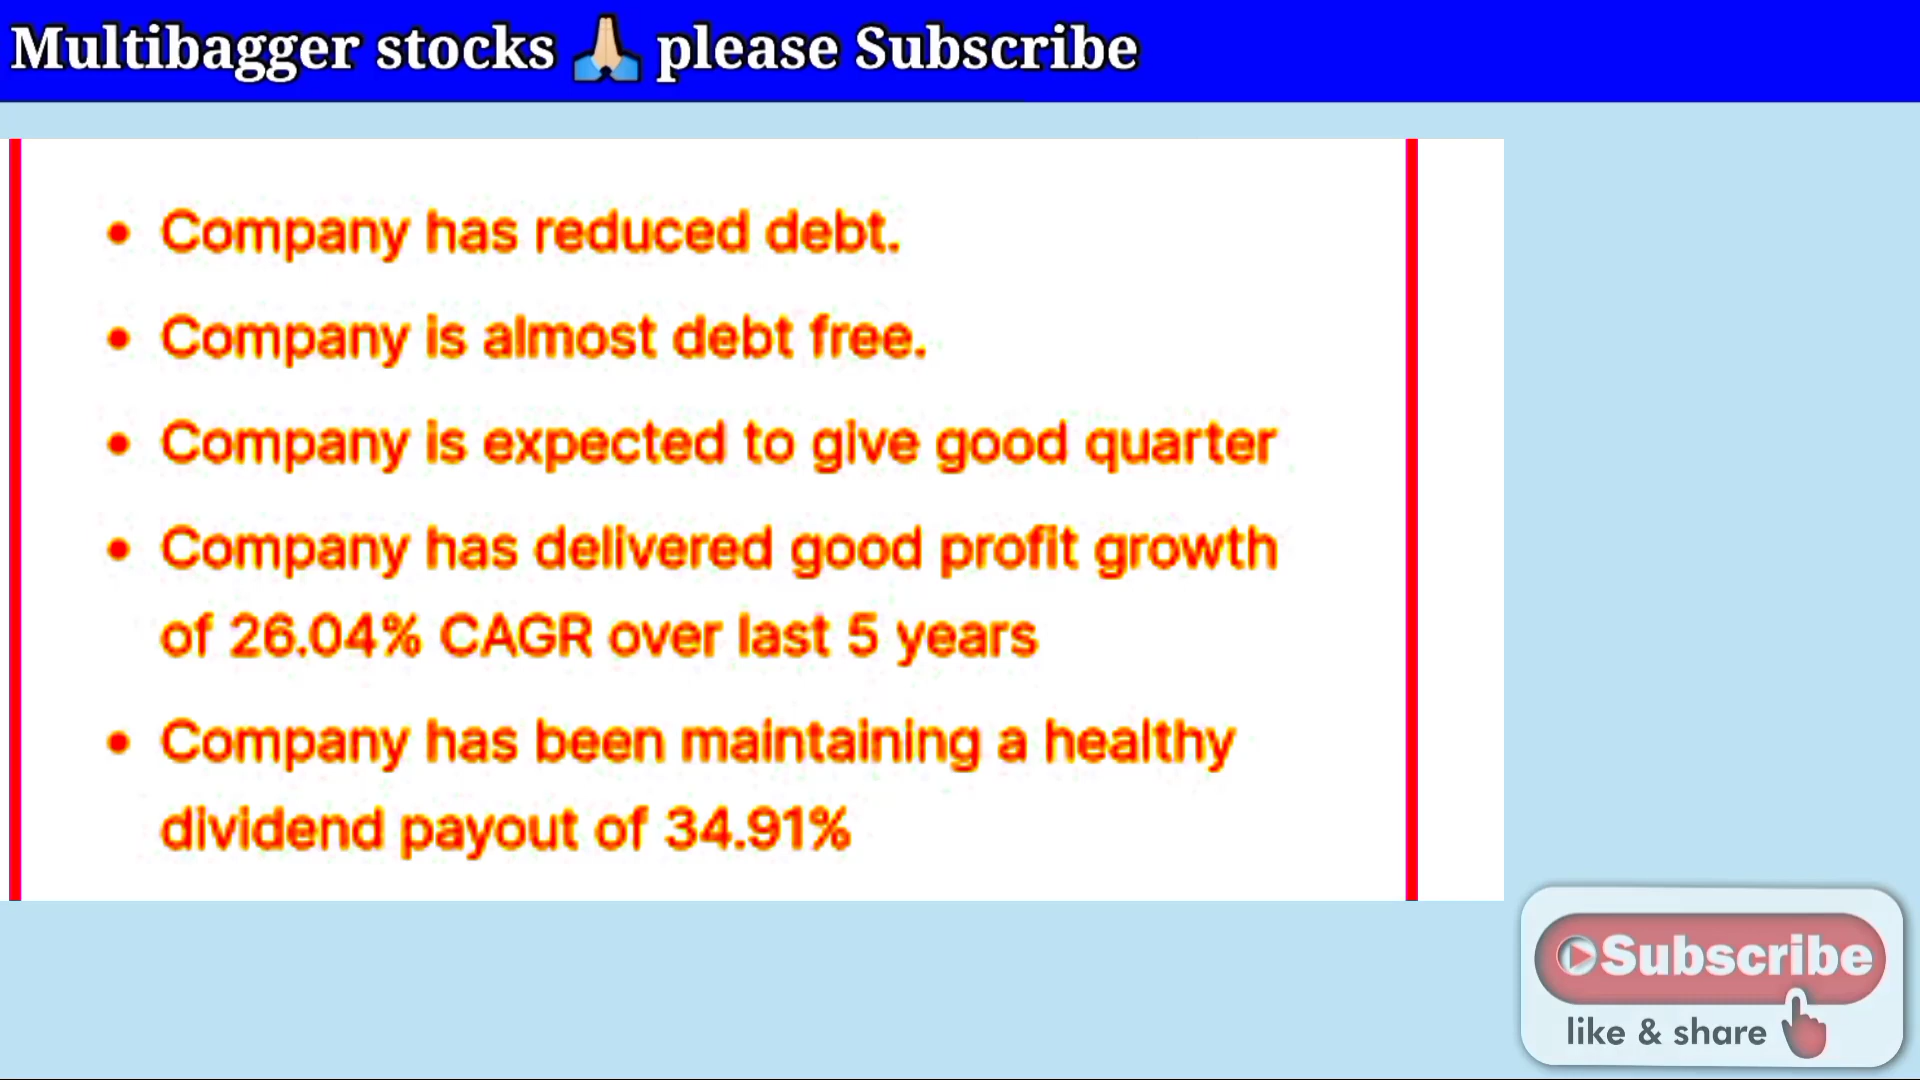 Multibagger stocks 🙏🏻 please Subscribe
• Company has reduced debt.
• Company is almost debt free.
• Company is expected to give good quarter
• Company has delivered good profit growth
of 26.04% CAGR over last 5 years
• Company has been maintaining a healthy
dividend payout of 34.91%
Subscribe
like & share